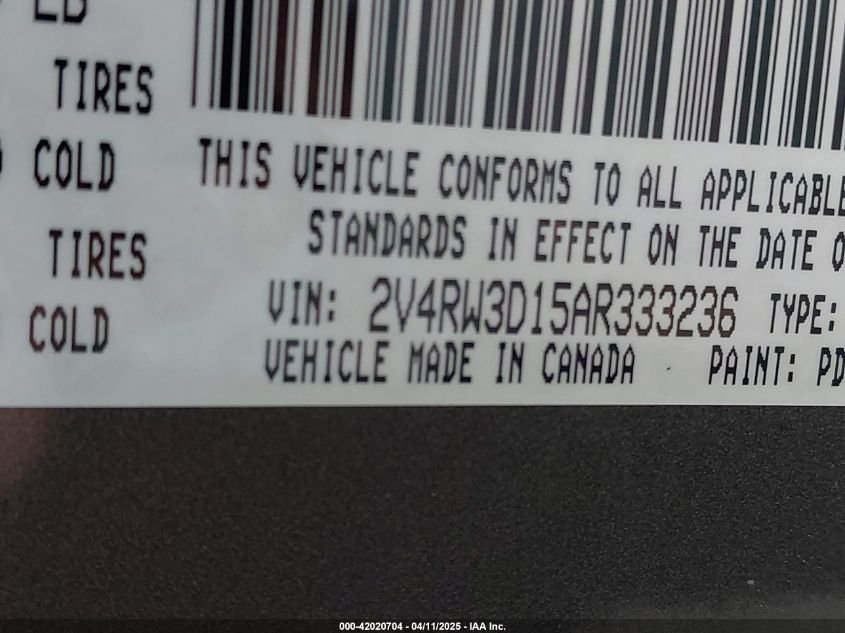 TIRES
COLD
TIRES
COLD
THIS VEHICLE CONFORMS TO ALL APPLICABLE
STANDARDS IN EFFECT ON THE DATE O
VIN: 2V4RW3D15AR333236 TYPE:
VEHICLE MADE IN CANADA PAINT: PD
000-42020704 - 04/11/2025 - IAA Inc.